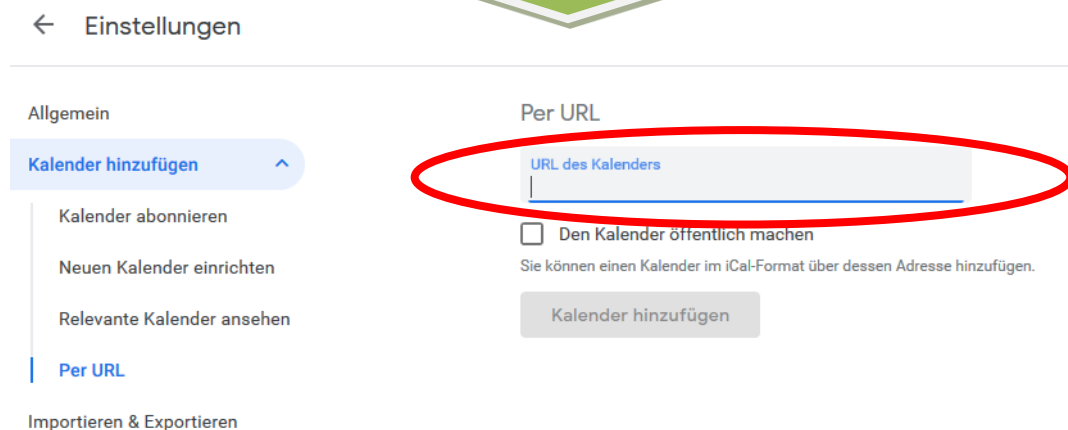 Einstellungen
Allgemein
Kalender hinzufügen
Kalender abonnieren
Neuen Kalender einrichten
Relevante Kalender ansehen
Per URL
Importieren & Exportieren
Per URL
URL des Kalenders
Den Kalender öffentlich machen
Sie können einen Kalender im iCal-Format über dessen Adresse hinzufügen.
Kalender hinzufügen